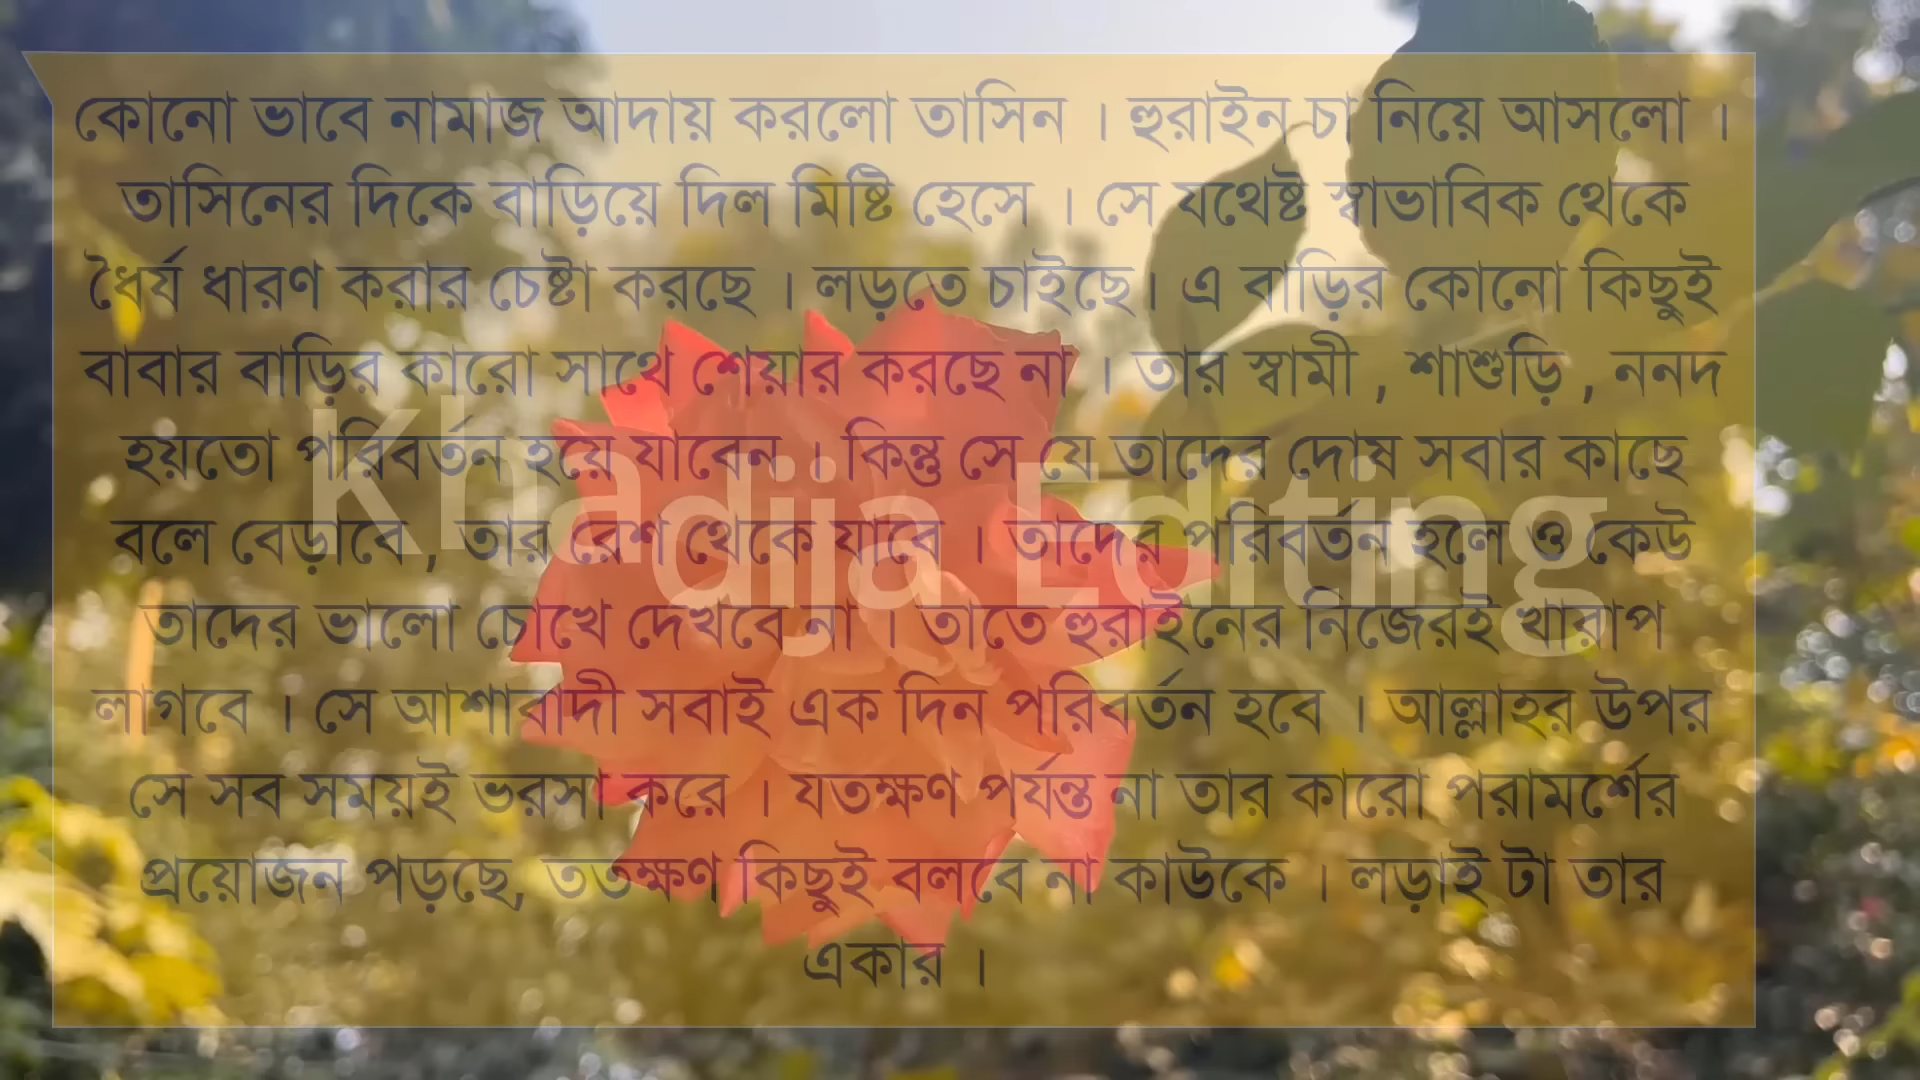 কোনো ভাবে নামাজ আদায় করলো তাসিন । হুরাইন চা নিয়ে আসলো ।
তাসিনের দিকে বাড়িয়ে দিল মিষ্টি হেসে । সে যথেষ্ট স্বাভাবিক থেকে
ধৈর্য ধারণ করার চেষ্টা করছে । লড়তে চাইছে। এ বাড়ির কোনো কিছুই
বাবার বাড়ির কারো সাথে শেয়ার করছে না । তার স্বামী , শাশুড়ি , ননদ
হয়তো পরিবর্তন হয়ে যাবেন । কিন্তু সে যে তাদের দোষ সবার কাছে
বলে বেড়াবে , তার রেশ থেকে যাবে । তাদের পরিবর্তন হলে ও কেউ
তাদের ভালো চোখে দেখবে না । তাতে হুরাইনের নিজেরই খারাপ
লাগবে । সে আশাবাদী সবাই এক দিন পরিবর্তন হবে । আল্লাহর উপর
সে সব সময়ই ভরসা করে । যতক্ষণ পর্যন্ত না তার কারো পরামর্শের
প্রয়োজন পড়ছে, ততক্ষণ কিছুই বলবে না কাউকে । লড়াই টা তার
একার ।
Khadija Editing